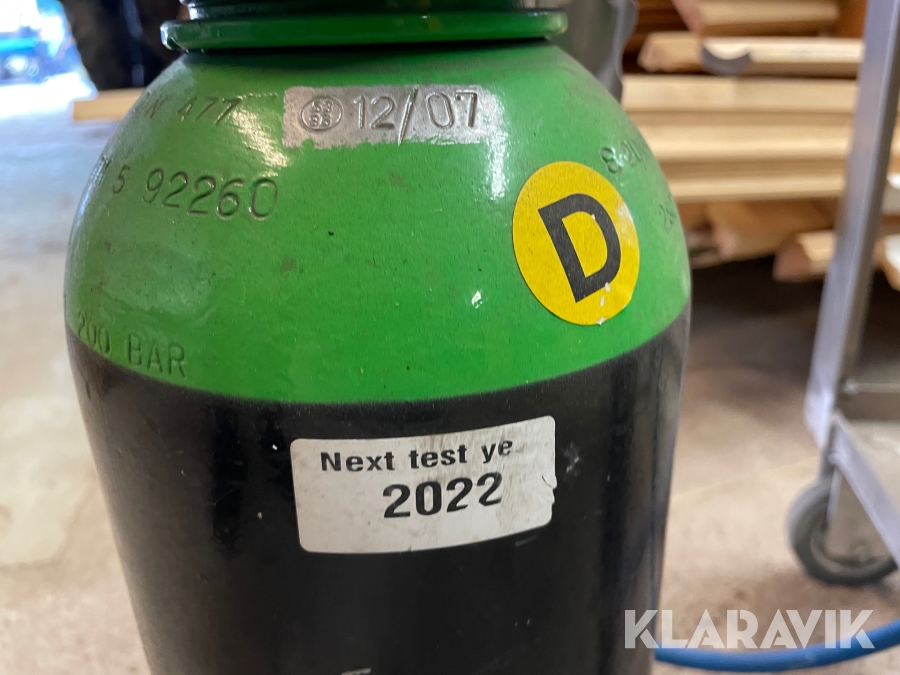 477
12/07
5 92260
D
200 BAR
Next test ye
2022
KLARAVIK